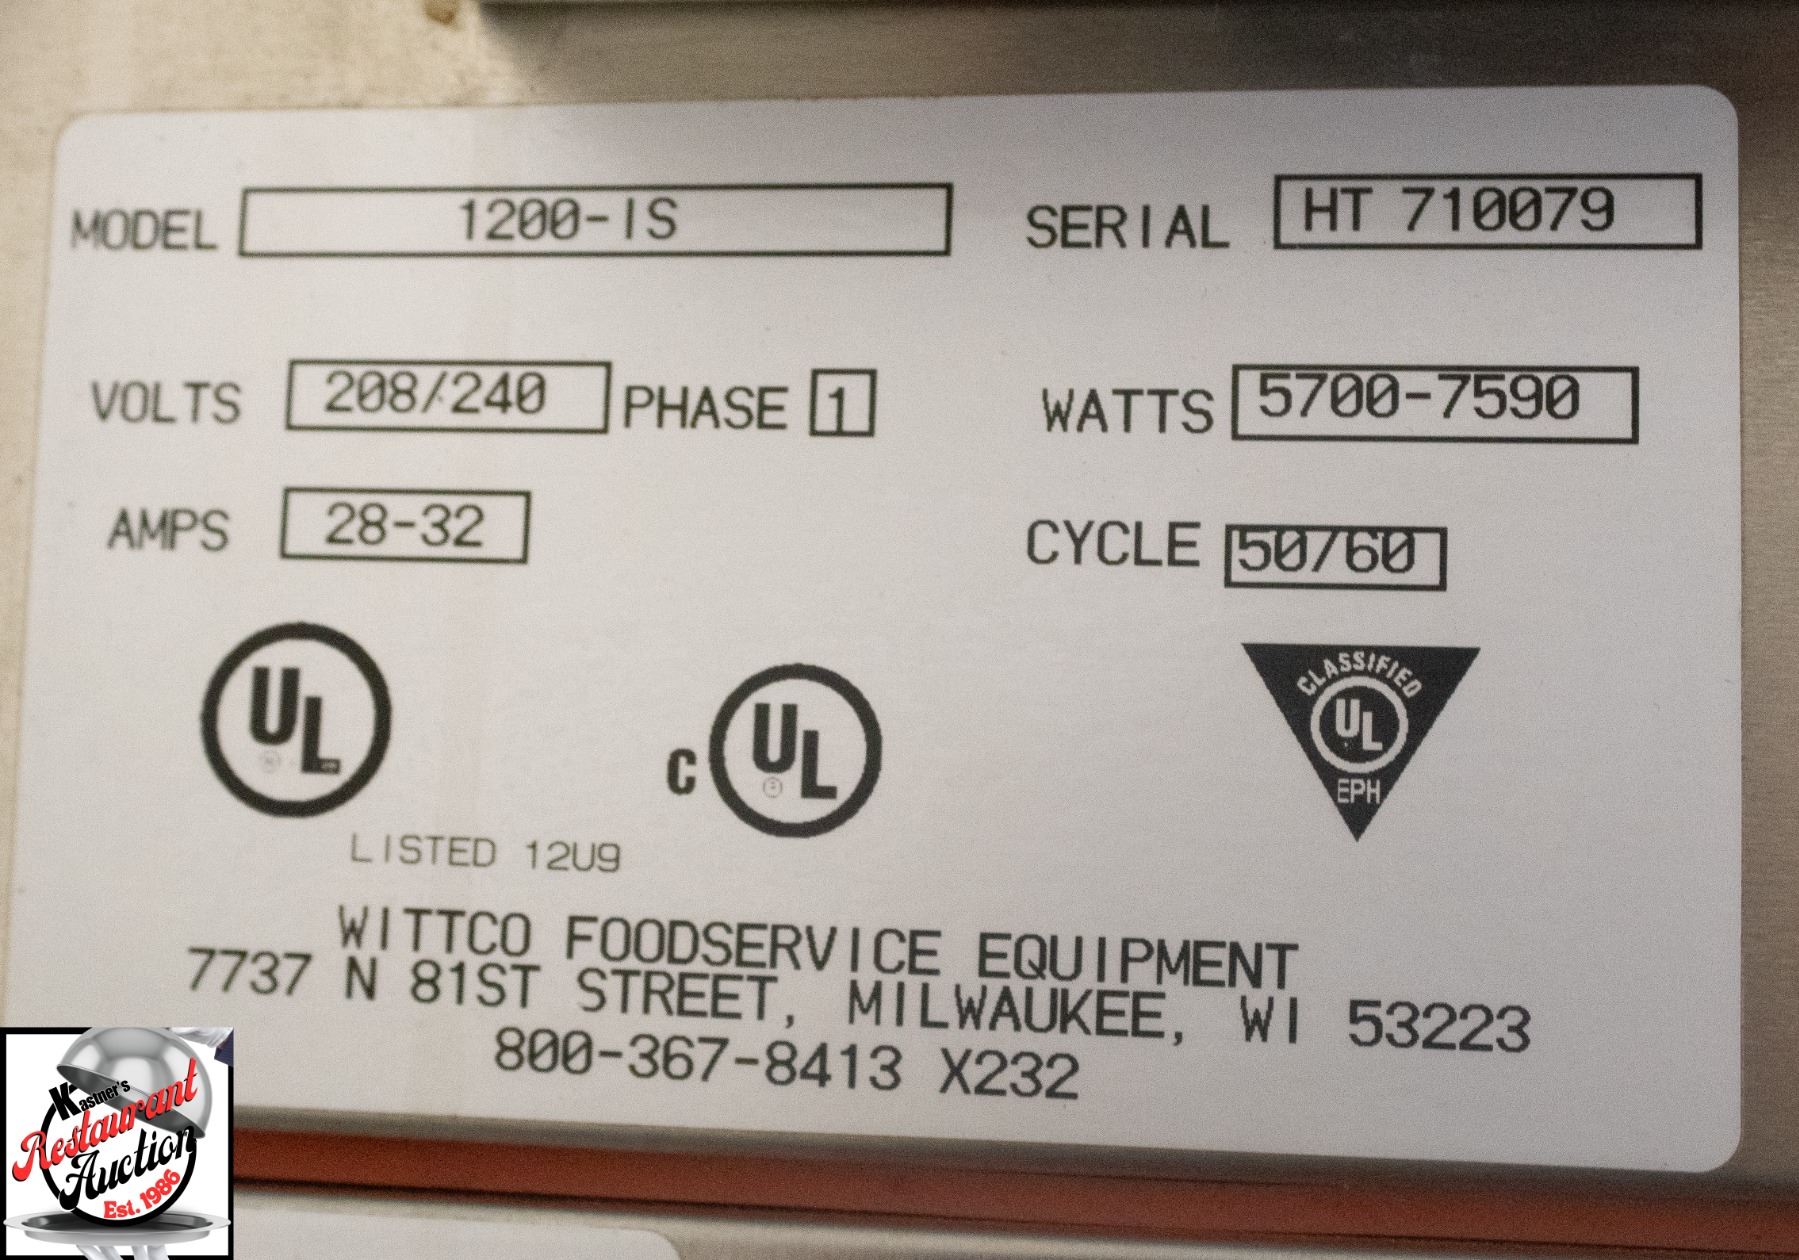 MODEL 1200-IS SERIAL HT 710079
VOLTS 208/240 PHASE 1 WATTS 5700-7590
AMPS 28-32 CYCLE 50/60
UL
C UL
CLASSIFIED
UL
EPH
LISTED 12U9
WITTCO FOODSERVICE EQUIPMENT
7737 N 81ST STREET, MILWAUKEE, WI 53223
800-367-8413 X232
Kastner's
Restaurant
Auction
Est. 1986